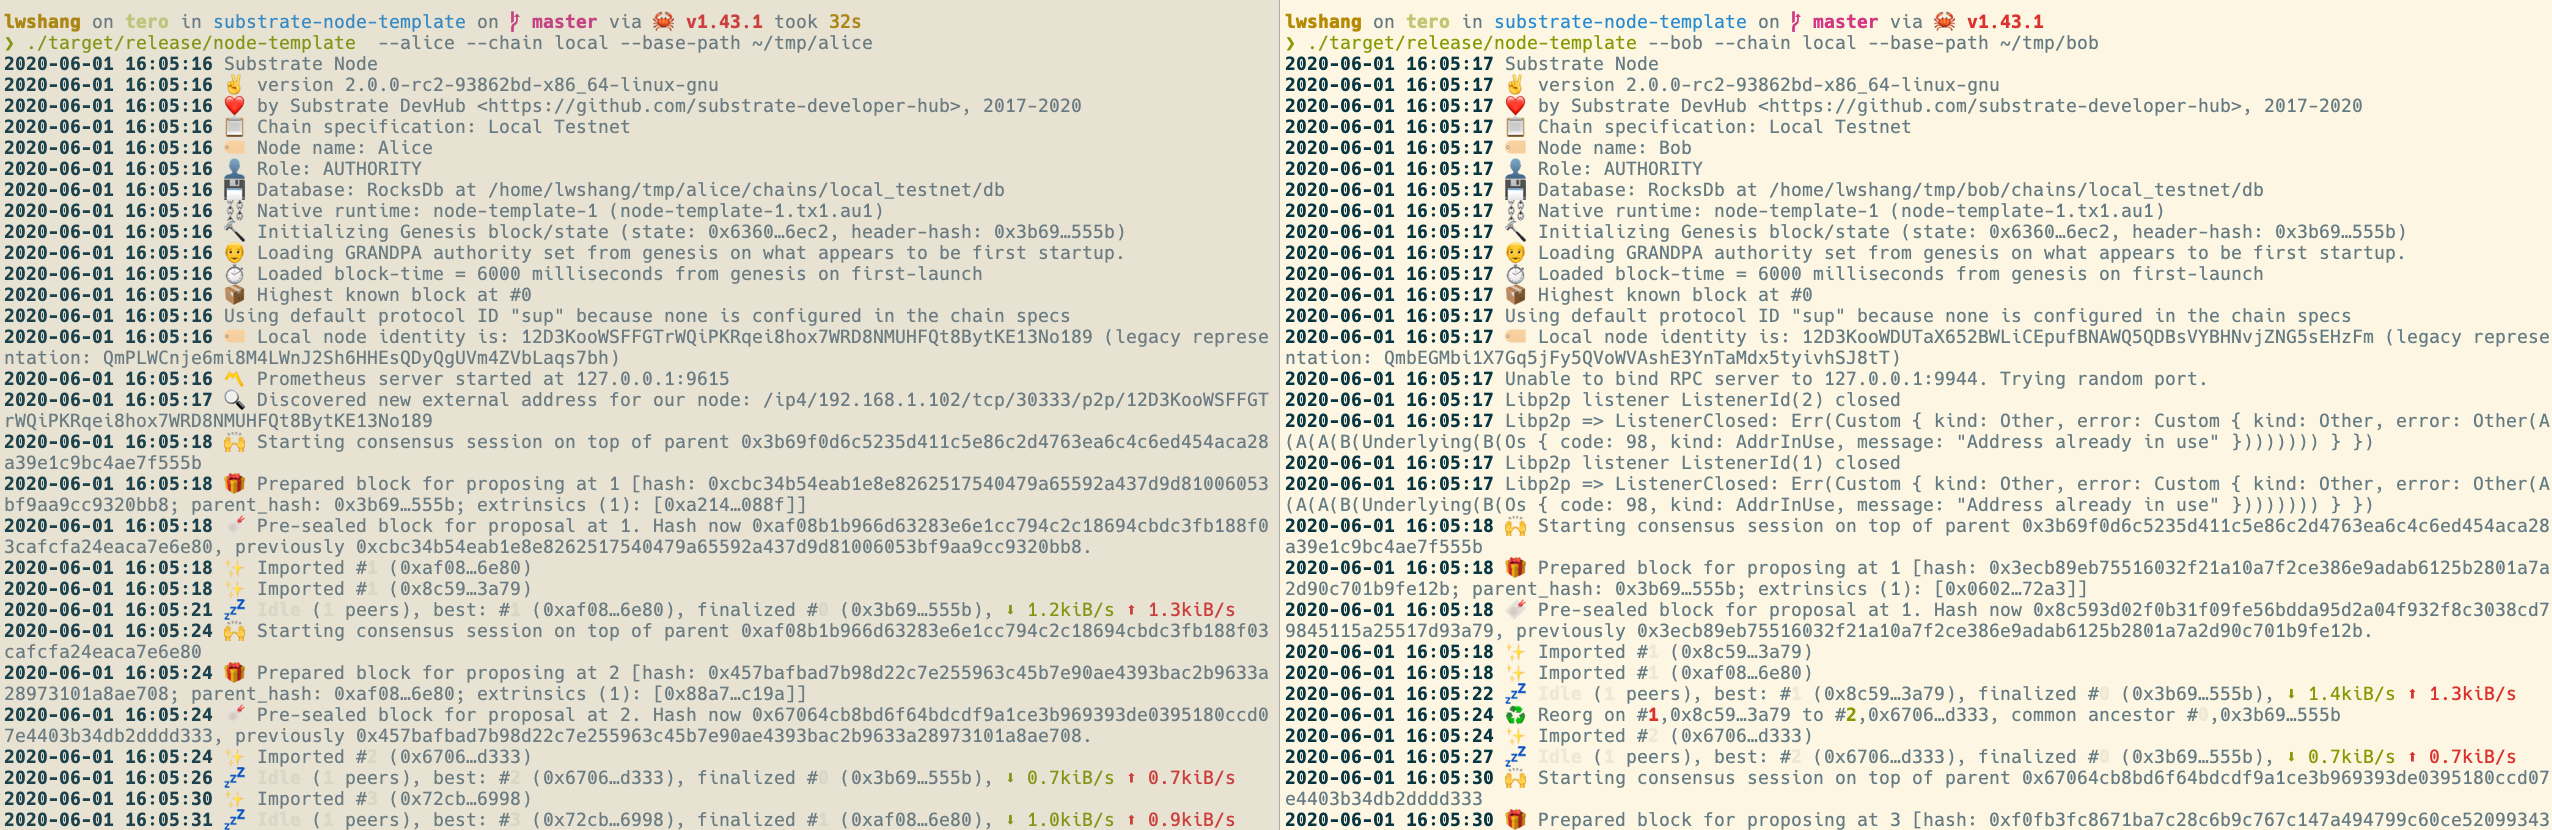 lwshang on tero in substrate-node-template on master via v1.43.1 took 32s
❯ ./target/release/node-template  --alice --chain local --base-path ~/tmp/alice
2020-06-01 16:05:16 Substrate Node
2020-06-01 16:05:16 ✌️ version 2.0.0-rc2-93862bd-x86_64-linux-gnu
2020-06-01 16:05:16 ❤️ by Substrate DevHub <https://github.com/substrate-developer-hub>, 2017-2020
2020-06-01 16:05:16 📋 Chain specification: Local Testnet
2020-06-01 16:05:16 🏷 Node name: Alice
2020-06-01 16:05:16 👤 Role: AUTHORITY
2020-06-01 16:05:16 💾 Database: RocksDb at /home/lwshang/tmp/alice/chains/local_testnet/db
2020-06-01 16:05:16 ⛓ Native runtime: node-template-1 (node-template-1.tx1.au1)
2020-06-01 16:05:16 🔨 Initializing Genesis block/state (state: 0x6360…6ec2, header-hash: 0x3b69…555b)
2020-06-01 16:05:16 👴 Loading GRANDPA authority set from genesis on what appears to be first startup.
2020-06-01 16:05:16 ⏱ Loaded block-time = 6000 milliseconds from genesis on first-launch
2020-06-01 16:05:16 📦 Highest known block at #0
2020-06-01 16:05:16 Using default protocol ID "sup" because none is configured in the chain specs
2020-06-01 16:05:16 🏷 Local node identity is: 12D3KooWSFFGTrWQiPKRqei8hox7WRD8NMUHFQt8BytKE13No189 (legacy represe
ntation: QmPLWCnje6mi8M4LWnJ2Sh6HHEsQDyQgUVm4ZVbLaqs7bh)
2020-06-01 16:05:16 〽️ Prometheus server started at 127.0.0.1:9615
2020-06-01 16:05:17 🔍 Discovered new external address for our node: /ip4/192.168.1.102/tcp/30333/p2p/12D3KooWSFFGT
rWQiPKRqei8hox7WRD8NMUHFQt8BytKE13No189
2020-06-01 16:05:18 🙌 Starting consensus session on top of parent 0x3b69f0d6c5235d411c5e86c2d4763ea6c4c6ed454aca28
a39e1c9bc4ae7f555b
2020-06-01 16:05:18 🎁 Prepared block for proposing at 1 [hash: 0xcbc34b54eab1e8e8262517540479a65592a437d9d81006053
bf9aa9cc9320bb8; parent_hash: 0x3b69…555b; extrinsics (1): [0xa214…088f]]
2020-06-01 16:05:18 🔖 Pre-sealed block for proposal at 1. Hash now 0xaf08b1b966d63283e6e1cc794c2c18694cbdc3fb188f0
3cafcfa24eaca7e6e80, previously 0xcbc34b54eab1e8e8262517540479a65592a437d9d81006053bf9aa9cc9320bb8.
2020-06-01 16:05:18 ✨ Imported #1 (0xaf08…6e80)
2020-06-01 16:05:18 ✨ Imported #1 (0x8c59…3a79)
2020-06-01 16:05:21 💤 Idle (1 peers), best: #1 (0xaf08…6e80), finalized #0 (0x3b69…555b), ⬇ 1.2kiB/s ⬆ 1.3kiB/s
2020-06-01 16:05:24 🙌 Starting consensus session on top of parent 0xaf08b1b966d63283e6e1cc794c2c18694cbdc3fb188f03
cafcfa24eaca7e6e80
2020-06-01 16:05:24 🎁 Prepared block for proposing at 2 [hash: 0x457bafbad7b98d22c7e255963c45b7e90ae4393bac2b9633a
28973101a8ae708; parent_hash: 0xaf08…6e80; extrinsics (1): [0x88a7…c19a]]
2020-06-01 16:05:24 🔖 Pre-sealed block for proposal at 2. Hash now 0x67064cb8bd6f64bdcdf9a1ce3b969393de0395180ccd0
7e4403b34db2dddd333, previously 0x457bafbad7b98d22c7e255963c45b7e90ae4393bac2b9633a28973101a8ae708.
2020-06-01 16:05:24 ✨ Imported #2 (0x6706…d333)
2020-06-01 16:05:26 💤 Idle (1 peers), best: #2 (0x6706…d333), finalized #0 (0x3b69…555b), ⬇ 0.7kiB/s ⬆ 0.7kiB/s
2020-06-01 16:05:30 ✨ Imported #3 (0x72cb…6998)
2020-06-01 16:05:31 💤 Idle (1 peers), best: #3 (0x72cb…6998), finalized #1 (0xaf08…6e80), ⬇ 1.0kiB/s ⬆ 0.9kiB/s
lwshang on tero in substrate-node-template on master via v1.43.1
❯ ./target/release/node-template --bob --chain local --base-path ~/tmp/bob
2020-06-01 16:05:17 Substrate Node
2020-06-01 16:05:17 ✌️ version 2.0.0-rc2-93862bd-x86_64-linux-gnu
2020-06-01 16:05:17 ❤️ by Substrate DevHub <https://github.com/substrate-developer-hub>, 2017-2020
2020-06-01 16:05:17 📋 Chain specification: Local Testnet
2020-06-01 16:05:17 🏷 Node name: Bob
2020-06-01 16:05:17 👤 Role: AUTHORITY
2020-06-01 16:05:17 💾 Database: RocksDb at /home/lwshang/tmp/bob/chains/local_testnet/db
2020-06-01 16:05:17 ⛓ Native runtime: node-template-1 (node-template-1.tx1.au1)
2020-06-01 16:05:17 🔨 Initializing Genesis block/state (state: 0x6360…6ec2, header-hash: 0x3b69…555b)
2020-06-01 16:05:17 👴 Loading GRANDPA authority set from genesis on what appears to be first startup.
2020-06-01 16:05:17 ⏱ Loaded block-time = 6000 milliseconds from genesis on first-launch
2020-06-01 16:05:17 📦 Highest known block at #0
2020-06-01 16:05:17 Using default protocol ID "sup" because none is configured in the chain specs
2020-06-01 16:05:17 🏷 Local node identity is: 12D3KooWDUTaX652BWLiCEpufBNAWQ5QDBsVYBHNvjZNG5sEHzFm (legacy represe
ntation: QmbEGMbi1X7Gq5jFy5QVoWVAshE3YnTaMdx5tyivhSJ8tT)
2020-06-01 16:05:17 Unable to bind RPC server to 127.0.0.1:9944. Trying random port.
2020-06-01 16:05:17 Libp2p listener ListenerId(2) closed
2020-06-01 16:05:17 Libp2p => ListenerClosed: Err(Custom { kind: Other, error: Custom { kind: Other, error: Other(A
(A(A(B(Underlying(B(Os { code: 98, kind: AddrInUse, message: "Address already in use" }))))))) } })
2020-06-01 16:05:17 Libp2p listener ListenerId(1) closed
2020-06-01 16:05:17 Libp2p => ListenerClosed: Err(Custom { kind: Other, error: Custom { kind: Other, error: Other(A
(A(A(B(Underlying(B(Os { code: 98, kind: AddrInUse, message: "Address already in use" }))))))) } })
2020-06-01 16:05:18 🙌 Starting consensus session on top of parent 0x3b69f0d6c5235d411c5e86c2d4763ea6c4c6ed454aca28
a39e1c9bc4ae7f555b
2020-06-01 16:05:18 🎁 Prepared block for proposing at 1 [hash: 0x3ecb89eb75516032f21a10a7f2ce386e9adab6125b2801a7a
2d90c701b9fe12b; parent_hash: 0x3b69…555b; extrinsics (1): [0x0602…72a3]]
2020-06-01 16:05:18 🔖 Pre-sealed block for proposal at 1. Hash now 0x8c593d02f0b31f09fe56bdda95d2a04f932f8c3038cd7
9845115a25517d93a79, previously 0x3ecb89eb75516032f21a10a7f2ce386e9adab6125b2801a7a2d90c701b9fe12b.
2020-06-01 16:05:18 ✨ Imported #1 (0x8c59…3a79)
2020-06-01 16:05:18 ✨ Imported #1 (0xaf08…6e80)
2020-06-01 16:05:22 💤 Idle (1 peers), best: #1 (0x8c59…3a79), finalized #0 (0x3b69…555b), ⬇ 1.4kiB/s ⬆ 1.3kiB/s
2020-06-01 16:05:24 ♻️ Reorg on #1,0x8c59…3a79 to #2,0x6706…d333, common ancestor #0,0x3b69…555b
2020-06-01 16:05:24 ✨ Imported #2 (0x6706…d333)
2020-06-01 16:05:27 💤 Idle (1 peers), best: #2 (0x6706…d333), finalized #0 (0x3b69…555b), ⬇ 0.7kiB/s ⬆ 0.7kiB/s
2020-06-01 16:05:30 🙌 Starting consensus session on top of parent 0x67064cb8bd6f64bdcdf9a1ce3b969393de0395180ccd07
e4403b34db2dddd333
2020-06-01 16:05:30 🎁 Prepared block for proposing at 3 [hash: 0xf0fb3fc8671ba7c28c6b9c767c147a494799c60ce52099343